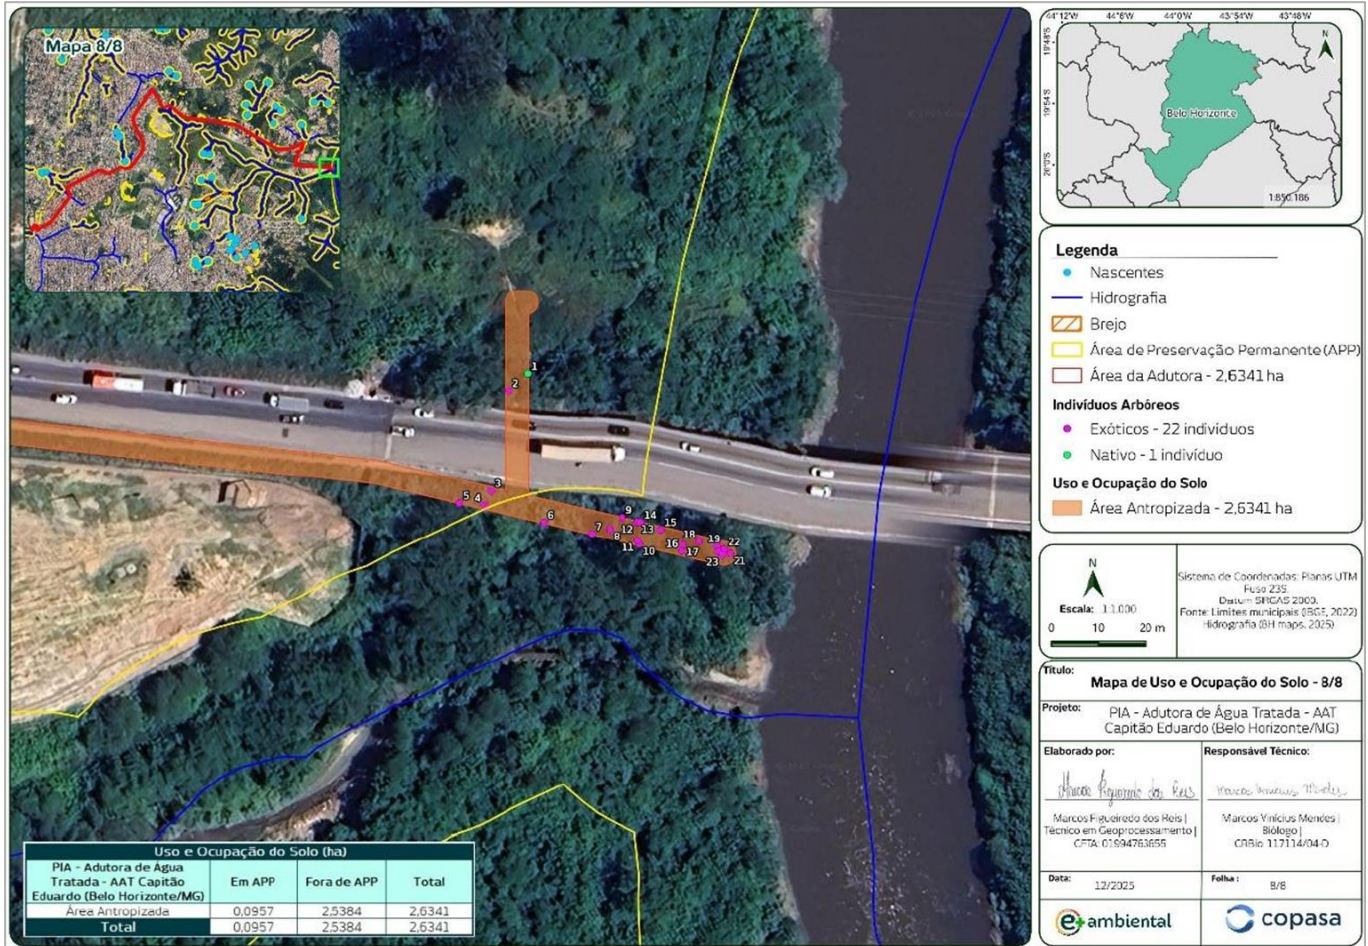 Mapa 8/8
1
2
3
4
5
6
7
8
9
10
11
12
13
14
15
16
17
18
19
21
22
23
Uso e Ocupação do Solo (ha)
PIA - Adutora de Água
Tratada - AAT Capitão
Eduardo (Belo Horizonte/MG)
Em APP
Fora de APP
Total
Área Antropizada
0,0957
2,5384
2,6341
Total
0,0957
2,5384
2,6341
44°12'W
44°6'W
44°0'W
43°54'W
43°48'W
19°48'S
19°54'S
20°0'S
N
Belo Horizonte
1:850.186
Legenda
Nascentes
Hidrografia
Brejo
Área de Preservação Permanente (APP)
Área da Adutora - 2,6341 ha
Indivíduos Arbóreos
Exóticos - 22 indivíduos
Nativo - 1 indivíduo
Uso e Ocupação do Solo
Área Antropizada - 2,6341 ha
N
Escala: 1:1.000
0 10 20 m
Sistema de Coordenadas: Planas UTM
Fuso 23S.
Datum SIRGAS 2000.
Fonte: Limites municipais (IBGE, 2022)
Hidrografia (BH maps, 2025)
Título:
Mapa de Uso e Ocupação do Solo - 8/8
Projeto:
PIA - Adutora de Água Tratada - AAT
Capitão Eduardo (Belo Horizonte/MG)
Elaborado por:
Marcos Figueiredo dos Reis
Marcos Figueiredo dos Reis |
Técnico em Geoprocessamento |
CFTA: 01994763655
Responsável Técnico:
Marcos Vinícius Mendes
Marcos Vinícius Mendes |
Biólogo |
CRBio 117114/04-D
Data:
12/2025
Folha :
8/8
e+ambiental
copasa